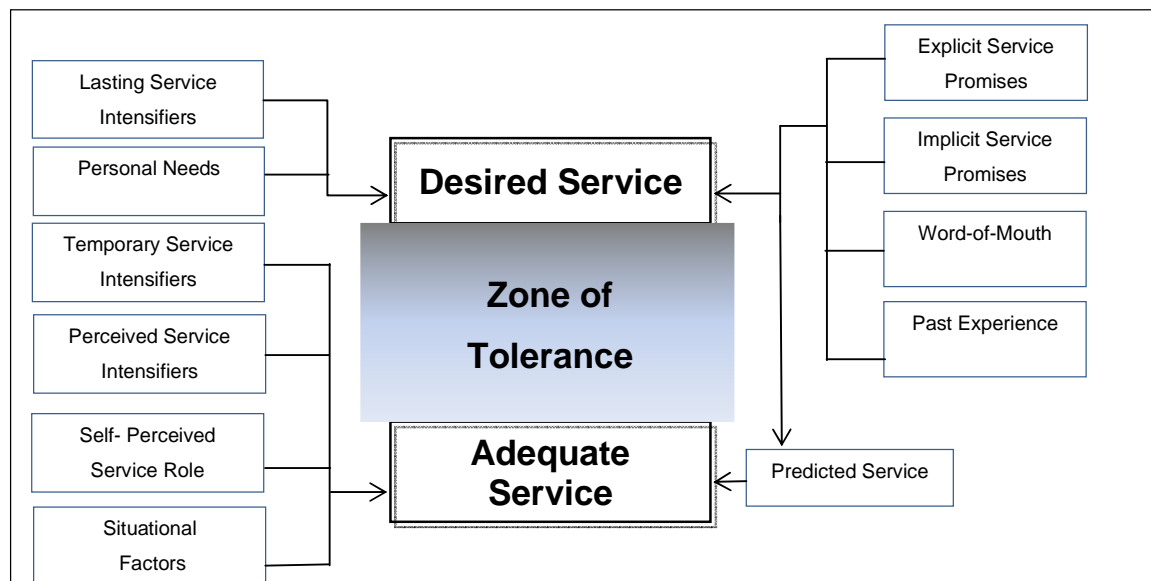 Lasting Service
Intensifiers
Personal Needs
Temporary Service
Intensifiers
Perceived Service
Intensifiers
Self- Perceived
Service Role
Situational
Factors
Desired Service
Zone of
Tolerance
Adequate
Service
Explicit Service
Promises
Implicit Service
Promises
Word-of-Mouth
Past Experience
Predicted Service